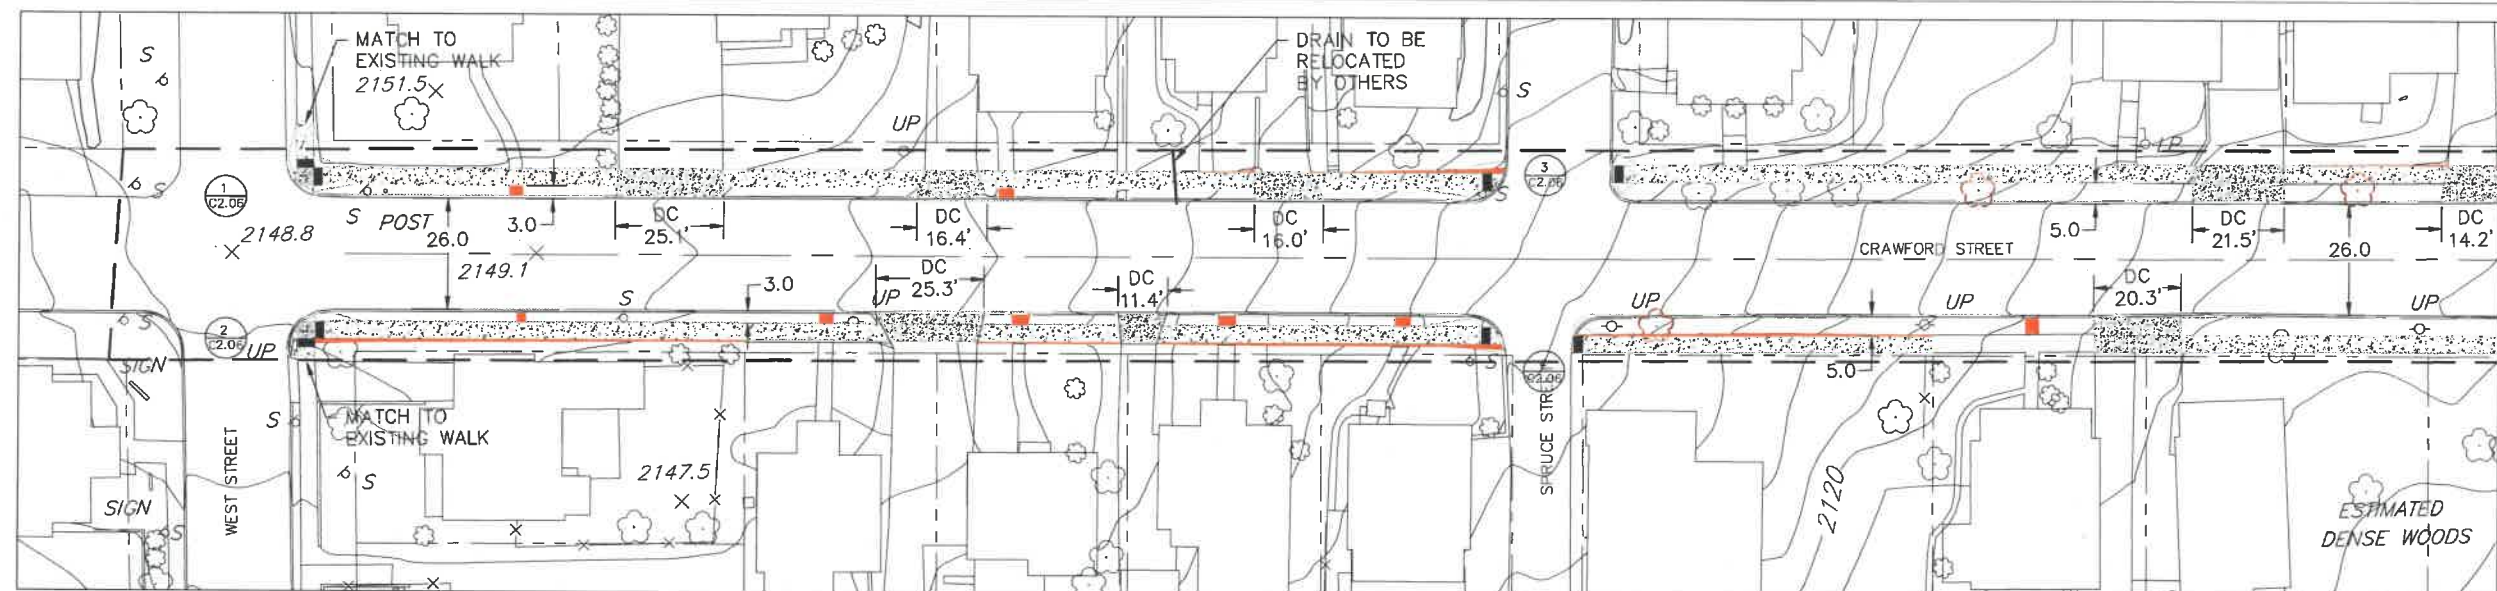 MATCH TO
EXISTING WALK
2151.5
S
S
S
DRAIN TO BE
RELOCATED
BY OTHERS
S
UP
LP
1
C2.06
3
C2.06
S
S
POST
26.0
3.0
DC
25.1'
DC
16.4'
DC
16.0'
5.0
DC
21.5'
DC
14.2'
2148.8
2149.1
CRAWFORD STREET
26.0
3.0
DC
25.3'
DC
11.4'
DC
20.3'
S
UP
UP
UP
UP
S
2
C2.06
UP
SIGN
S
C2.06
5.0
MATCH TO
EXISTING WALK
S
S
2147.5
WEST STREET
SPRUCE STREET
2120
SIGN
S
ESTIMATED
DENSE WOODS